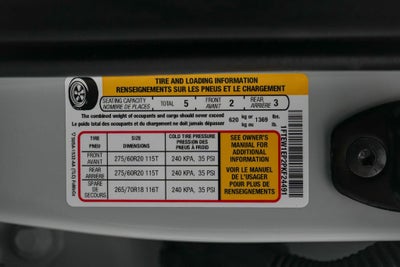 TIRE AND LOADING INFORMATION
RENSEIGNEMENTS SUR LES PNEUS ET LE CHARGEMENT
SEATING CAPACITY
NOMBRE DE PLACES
TOTAL 5
FRONT
AVANT 2
REAR
ARRIÈRE 3
The combined weight of occupants and cargo should never exceed
Le poids total des occupants et du chargement ne doit jamais dépasser
620 kg or kg ou 1369 lbs. lb.
TIRE
PNEU
SIZE
DIMENSIONS
COLD TIRE PRESSURE
PRESSION DES
PNEUS À FROID
FRONT
AVANT
275/60R20 115T
240 KPA, 35 PSI
REAR
ARRIÈRE
275/60R20 115T
240 KPA, 35 PSI
SPARE
DE SECOURS
265/70R18 116T
240 KPA, 35 PSI
SEE OWNER'S
MANUAL FOR
ADDITIONAL
INFORMATION
VOIR LE MANUEL
DE L'USAGER
POUR PLUS DE
RENSEIGNEMENTS